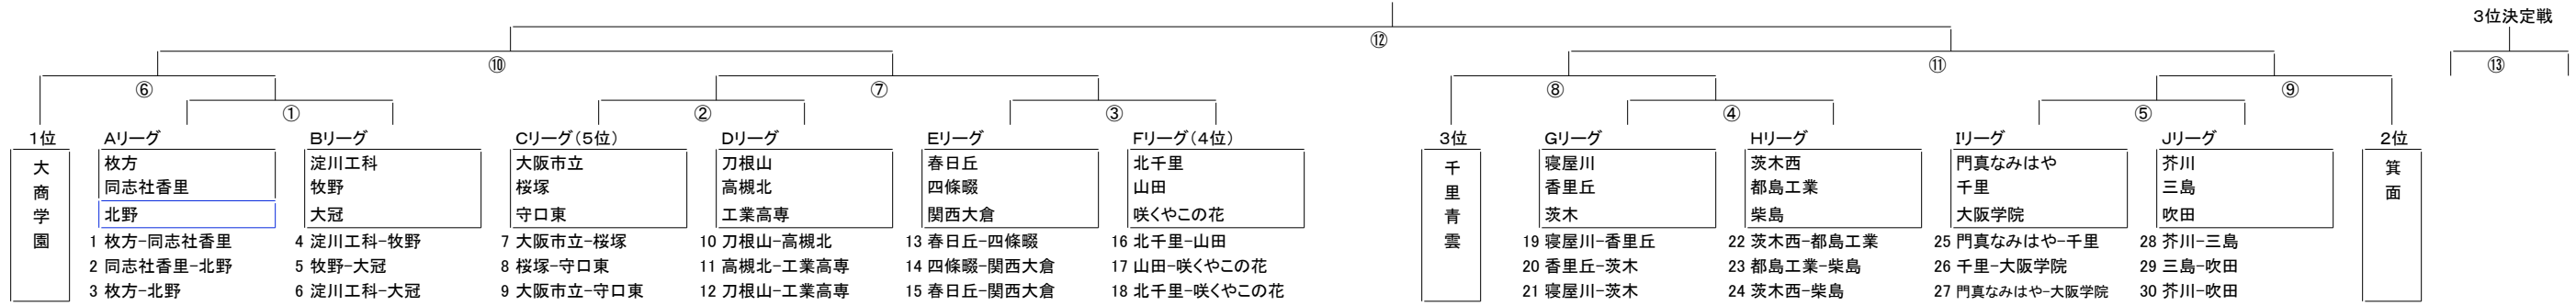 3位決定戦
⑫
⑩
⑪
⑬
⑥
⑦
⑧
⑨
①
②
③
④
⑤
1位
Aリーグ
Bリーグ
Cリーグ(5位)
Dリーグ
Eリーグ
Fリーグ(4位)
3位
Gリーグ
Hリーグ
Iリーグ
Jリーグ
2位
大商学園
枚方
同志社香里
北野
1 枚方-同志社香里
2 同志社香里-北野
3 枚方-北野
淀川工科
牧野
大冠
4 淀川工科-牧野
5 牧野-大冠
6 淀川工科-大冠
大阪市立
桜塚
守口東
7 大阪市立-桜塚
8 桜塚-守口東
9 大阪市立-守口東
刀根山
高槻北
工業高専
10 刀根山-高槻北
11 高槻北-工業高専
12 刀根山-工業高専
春日丘
四條畷
関西大倉
13 春日丘-四條畷
14 四條畷-関西大倉
15 春日丘-関西大倉
北千里
山田
咲くやこの花
16 北千里-山田
17 山田-咲くやこの花
18 北千里-咲くやこの花
千里青雲
寝屋川
香里丘
茨木
19 寝屋川-香里丘
20 香里丘-茨木
21 寝屋川-茨木
茨木西
都島工業
柴島
22 茨木西-都島工業
23 都島工業-柴島
24 茨木西-柴島
門真なみはや
千里
大阪学院
25 門真なみはや-千里
26 千里-大阪学院
27 門真なみはや-大阪学院
芥川
三島
吹田
28 芥川-三島
29 三島-吹田
30 芥川-吹田
箕面